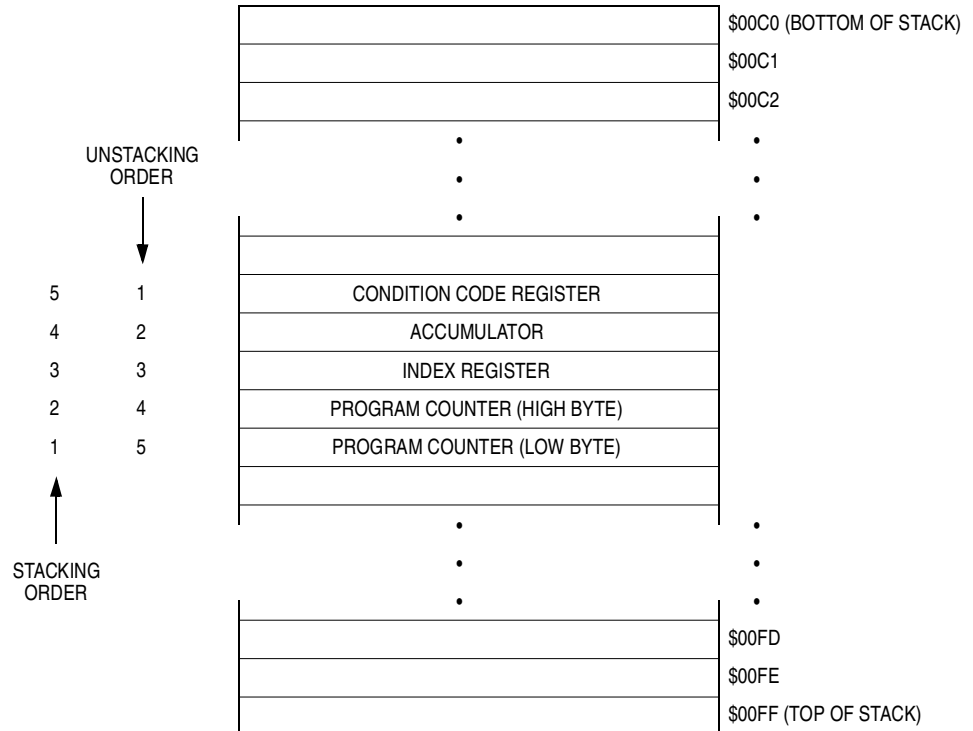 $00C0 (BOTTOM OF STACK)
$00C1
$00C2
UNSTACKING
ORDER
5 1 CONDITION CODE REGISTER
4 2 ACCUMULATOR
3 3 INDEX REGISTER
2 4 PROGRAM COUNTER (HIGH BYTE)
1 5 PROGRAM COUNTER (LOW BYTE)
STACKING
ORDER
$00FD
$00FE
$00FF (TOP OF STACK)